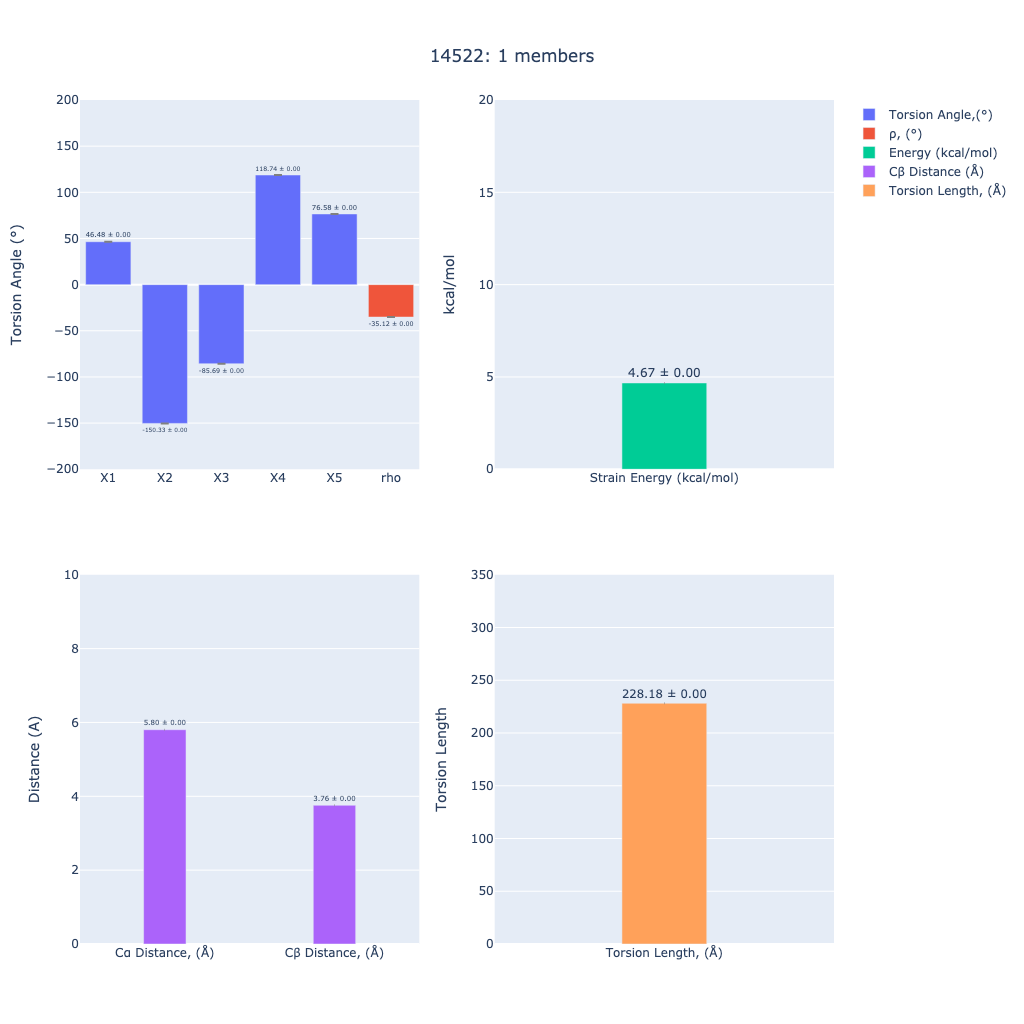 14522: 1 members
Torsion Angle (°)
200
150
100
50
0
−50
−100
−150
−200
46.48 ± 0.00
-150.33 ± 0.00
-85.69 ± 0.00
118.74 ± 0.00
76.58 ± 0.00
-35.12 ± 0.00
X1 X2 X3 X4 X5 rho
kcal/mol
20
15
10
5
0
4.67 ± 0.00
Strain Energy (kcal/mol)
Torsion Angle,(°)
ρ, (°)
Energy (kcal/mol)
Cβ Distance (Å)
Torsion Length, (Å)
Distance (A)
10
8
6
4
2
0
5.80 ± 0.00
3.76 ± 0.00
Cα Distance, (Å) Cβ Distance, (Å)
Torsion Length
350
300
250
200
150
100
50
0
228.18 ± 0.00
Torsion Length, (Å)